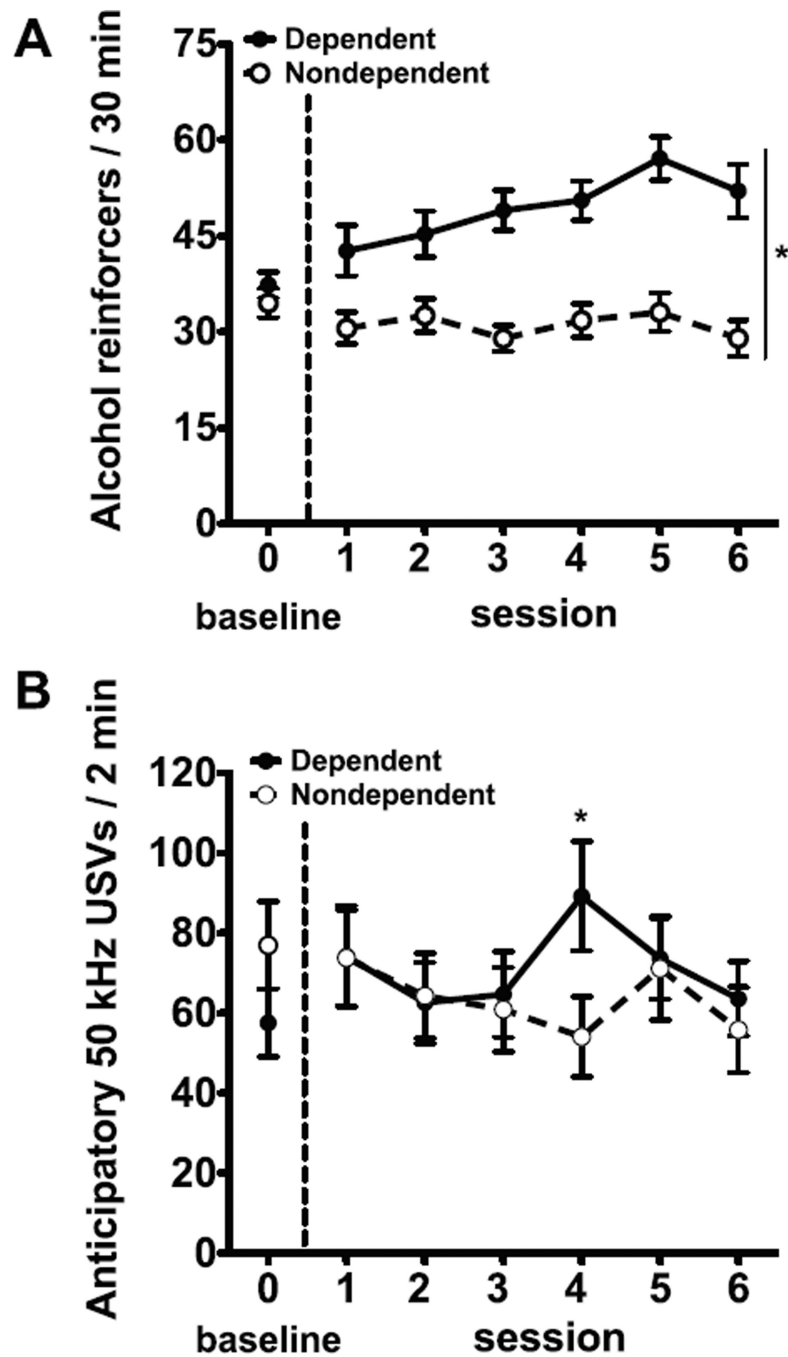 A
Alcohol reinforcers / 30 min
75
60
45
30
15
0
Dependent
Nondependent
*
0 1 2 3 4 5 6
baseline session
B
Anticipatory 50 kHz USVs / 2 min
120
100
80
60
40
20
0
Dependent
Nondependent
*
0 1 2 3 4 5 6
baseline session